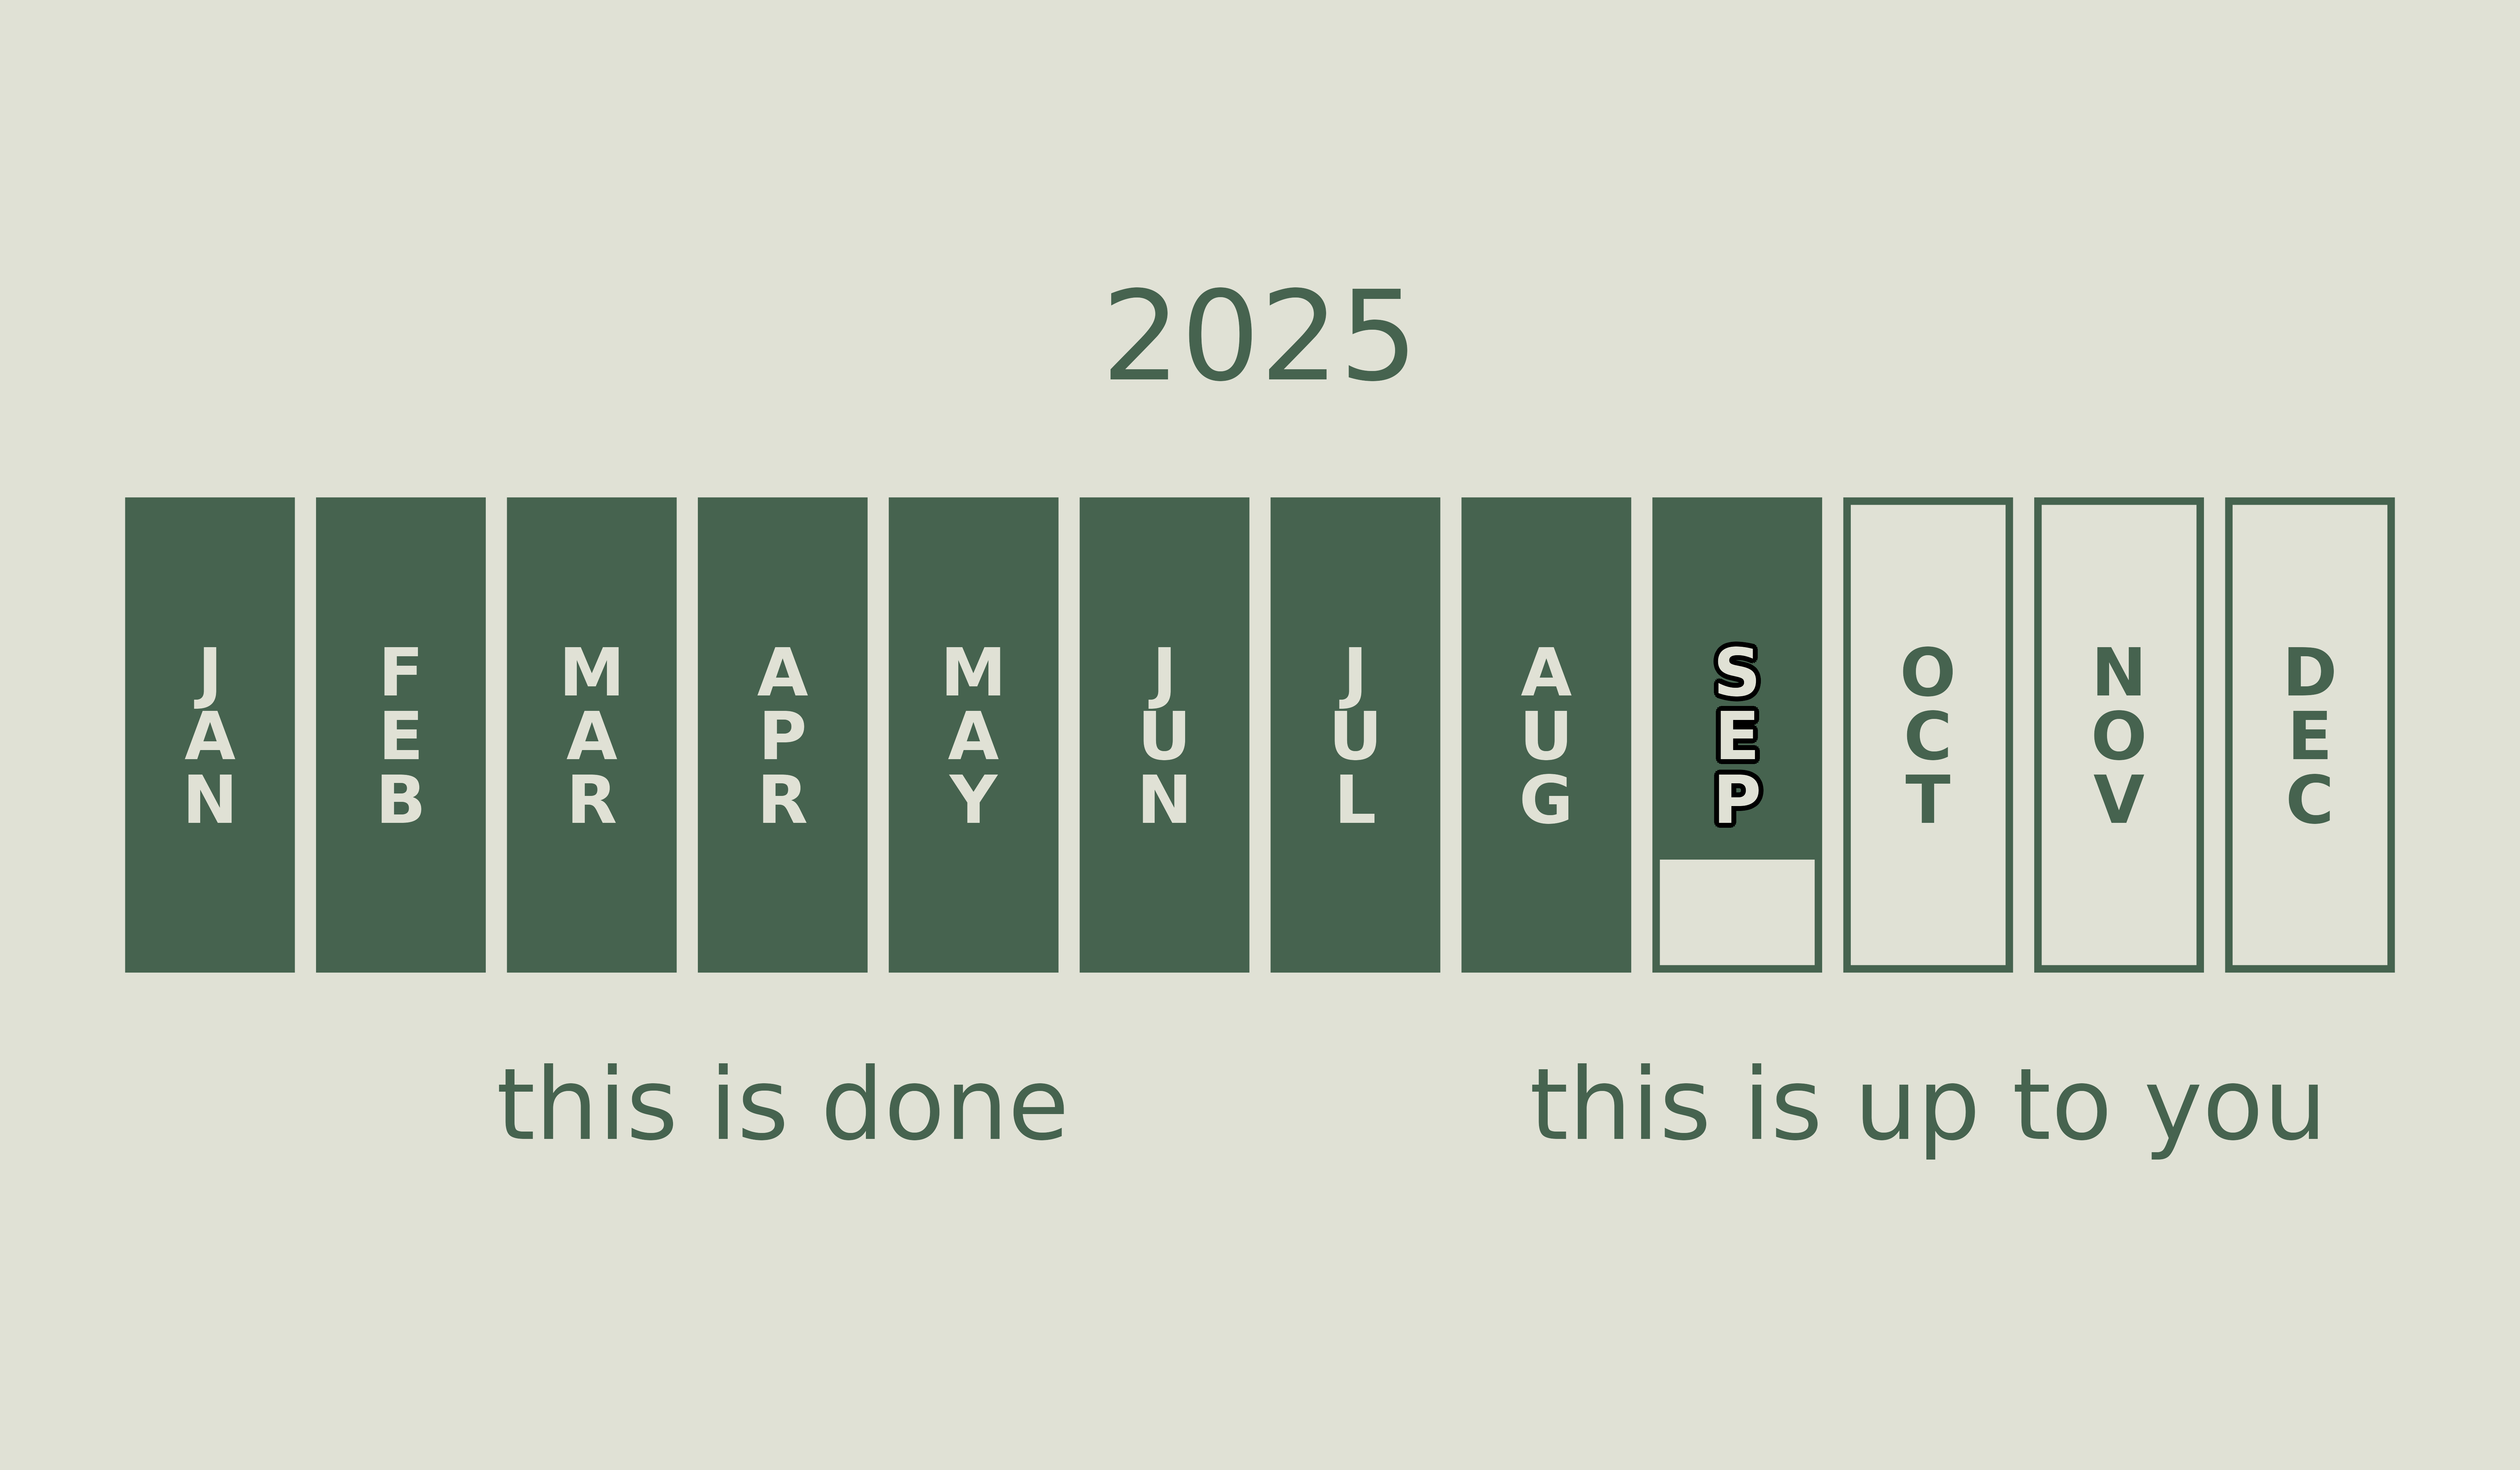 2025
JAN
FEB
MAR
APR
MAY
JUN
JUL
AUG
SEP
OCT
NOV
DEC
this is done
this is up to you